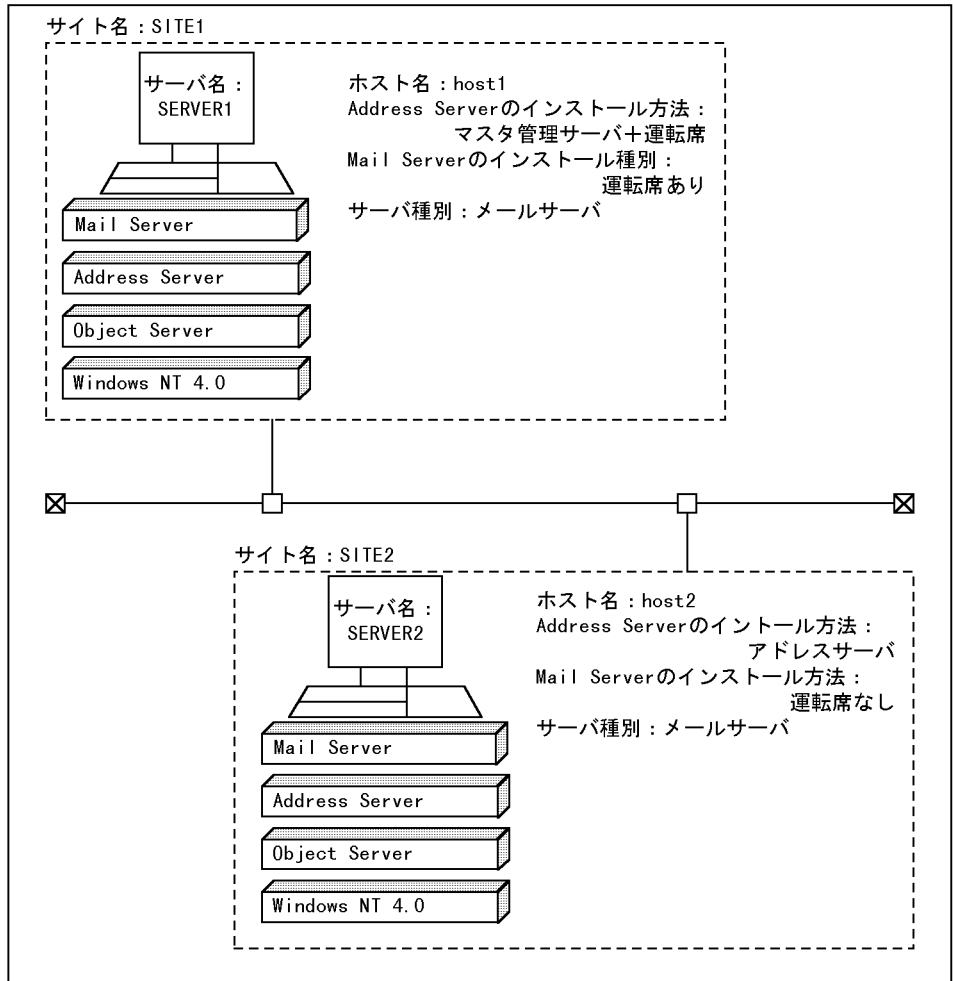 サイト名：SITE1
サーバ名：
SERVER1
ホスト名：host1
Address Serverのインストール方法：
マスタ管理サーバ＋運転席
Mail Serverのインストール種別：
運転席あり
サーバ種別：メールサーバ
Mail Server
Address Server
Object Server
Windows NT 4.0
サイト名：SITE2
サーバ名：
SERVER2
ホスト名：host2
Address Serverのイントール方法：
アドレスサーバ
Mail Serverのインストール方法：
運転席なし
サーバ種別：メールサーバ
Mail Server
Address Server
Object Server
Windows NT 4.0